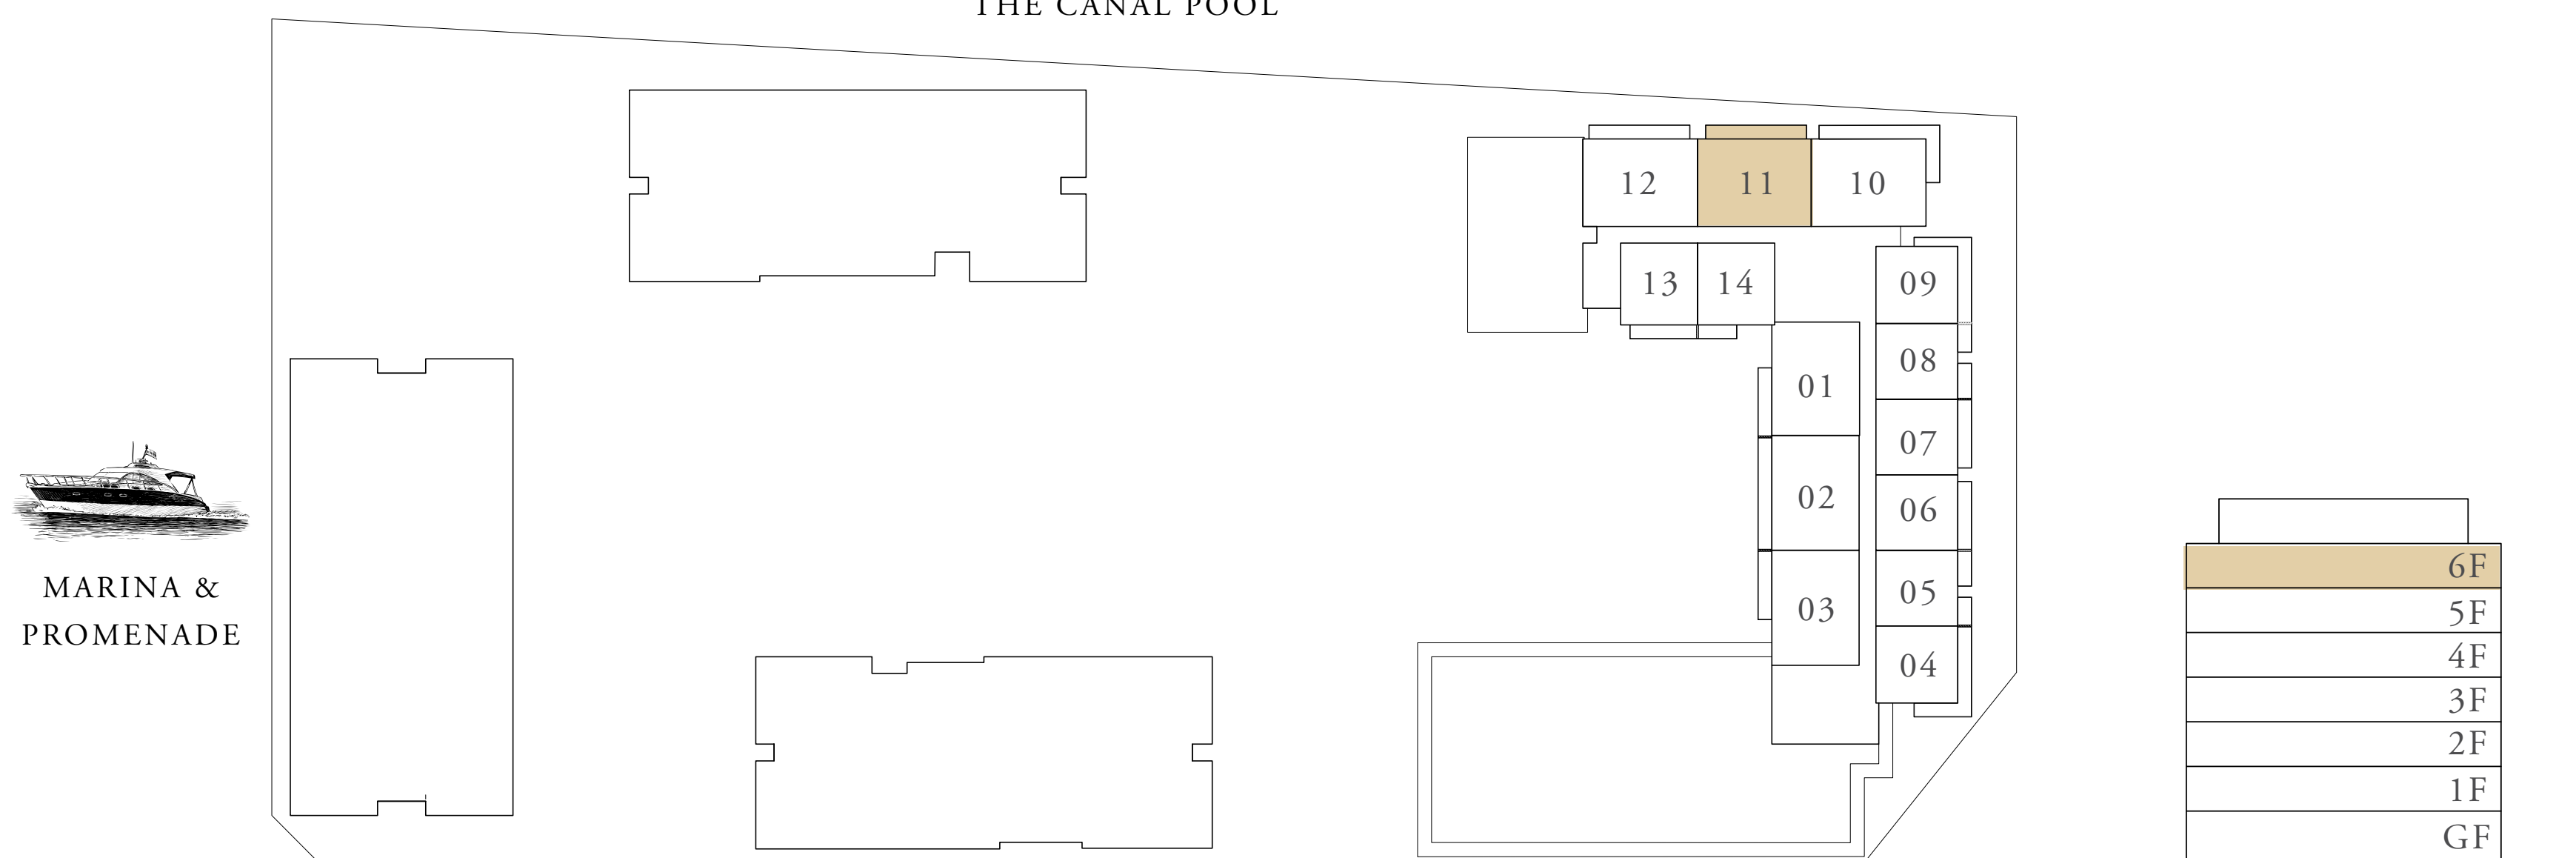 THE CANAL POOL
12 11 10
13 14 09
08
01
07
02 06
05
03
04
MARINA &
PROMENADE
6F
5F
4F
3F
2F
1F
GF